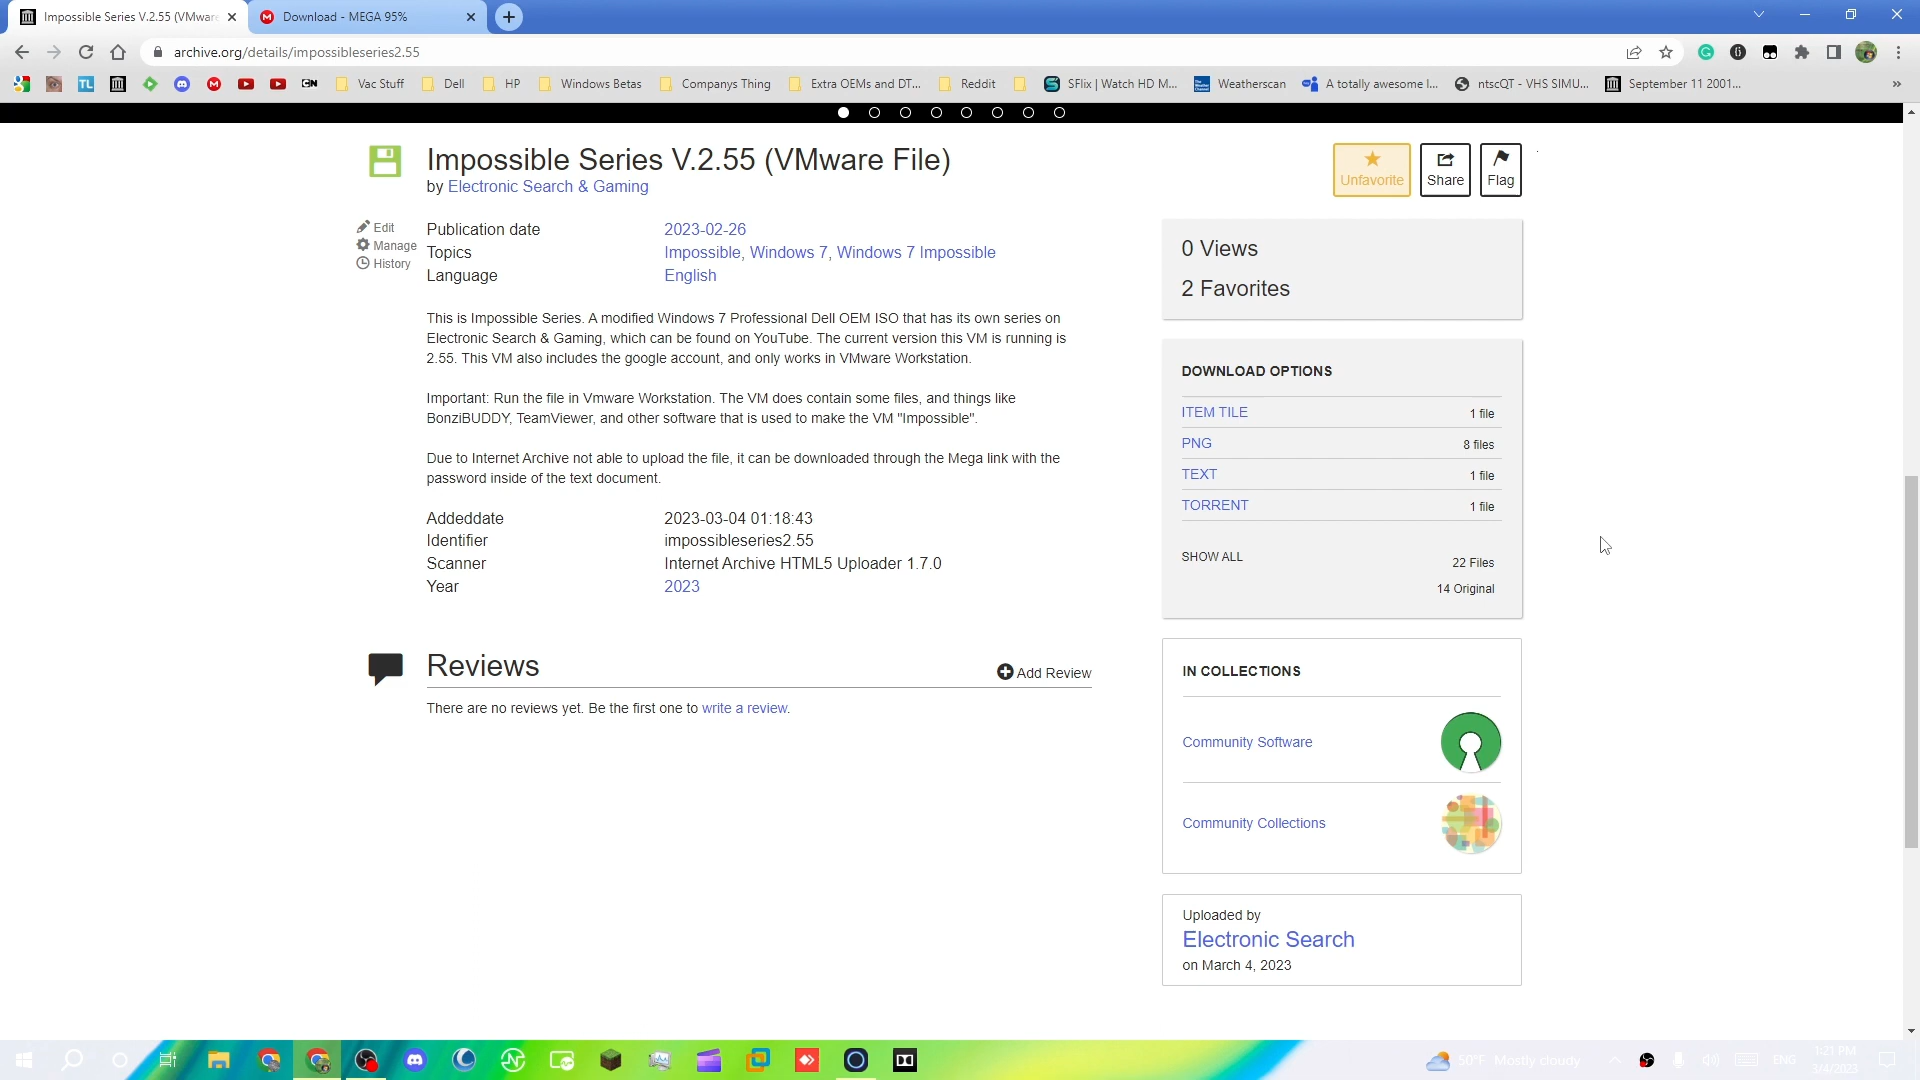 Impossible Series V.2.55 (VMware
Download - MEGA 95%
archive.org/details/impossibleseries2.55
TL
CN
Vac Stuff
Dell
HP
Windows Betas
Companys Thing
Extra OEMs and DT...
Reddit
SFlix | Watch HD M...
Weatherscan
A totally awesome l...
ntscQT - VHS SIMU...
September 11 2001...
»
Impossible Series V.2.55 (VMware File)
by Electronic Search & Gaming
Unfavorite
Share
Flag
Edit
Manage
History
Publication date 2023-02-26
Topics Impossible, Windows 7, Windows 7 Impossible
Language English
This is Impossible Series. A modified Windows 7 Professional Dell OEM ISO that has its own series on
Electronic Search & Gaming, which can be found on YouTube. The current version this VM is running is
2.55. This VM also includes the google account, and only works in VMware Workstation.
Important: Run the file in Vmware Workstation. The VM does contain some files, and things like
BonziBUDDY, TeamViewer, and other software that is used to make the VM "Impossible".
Due to Internet Archive not able to upload the file, it can be downloaded through the Mega link with the
password inside of the text document.
Addeddate 2023-03-04 01:18:43
Identifier impossibleseries2.55
Scanner Internet Archive HTML5 Uploader 1.7.0
Year 2023
Reviews
Add Review
There are no reviews yet. Be the first one to write a review.
0 Views
2 Favorites
DOWNLOAD OPTIONS
ITEM TILE 1 file
PNG 8 files
TEXT 1 file
TORRENT 1 file
SHOW ALL 22 Files
14 Original
IN COLLECTIONS
Community Software
Community Collections
Uploaded by
Electronic Search
on March 4, 2023
50°F Mostly cloudy
ENG
1:21 PM
3/4/2023